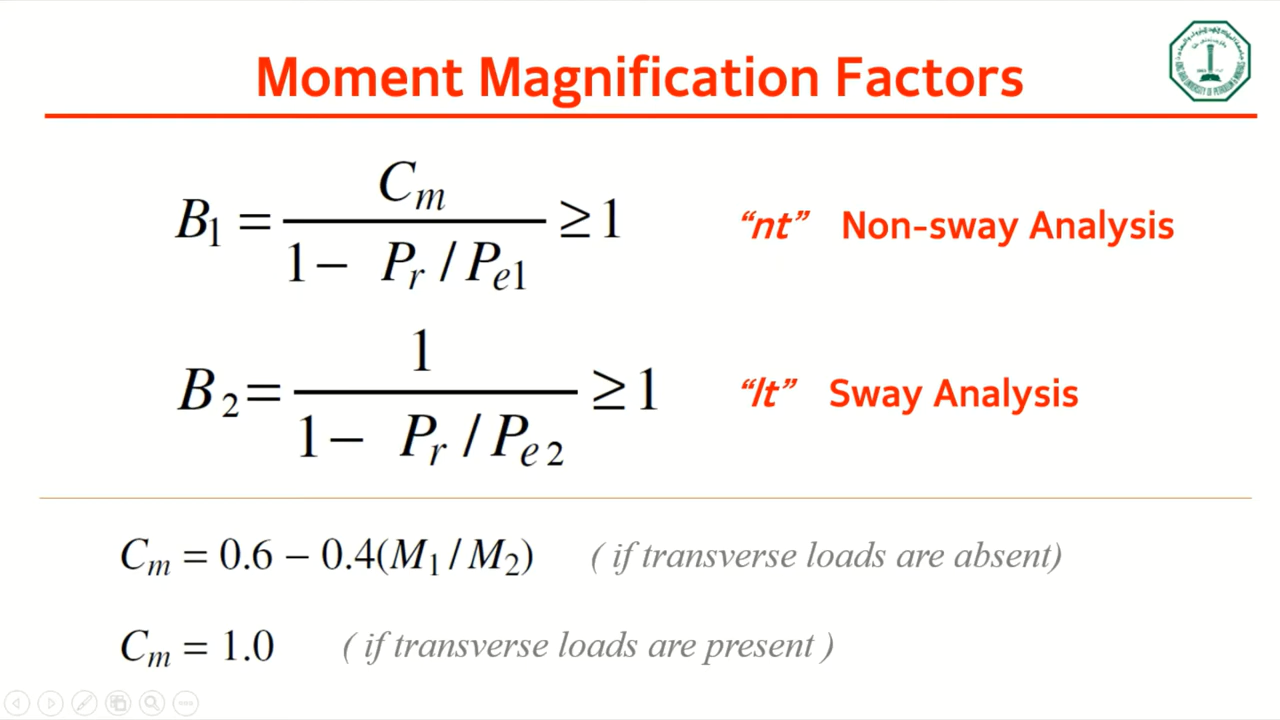 Moment Magnification Factors
B₁ = Cₘ / (1 − Pᵣ / Pₑ₁) ≥ 1 “nt” Non-sway Analysis
B₂ = 1 / (1 − Pᵣ / Pₑ₂) ≥ 1 “lt” Sway Analysis
Cₘ = 0.6 − 0.4(M₁ / M₂) ( if transverse loads are absent)
Cₘ = 1.0 ( if transverse loads are present )